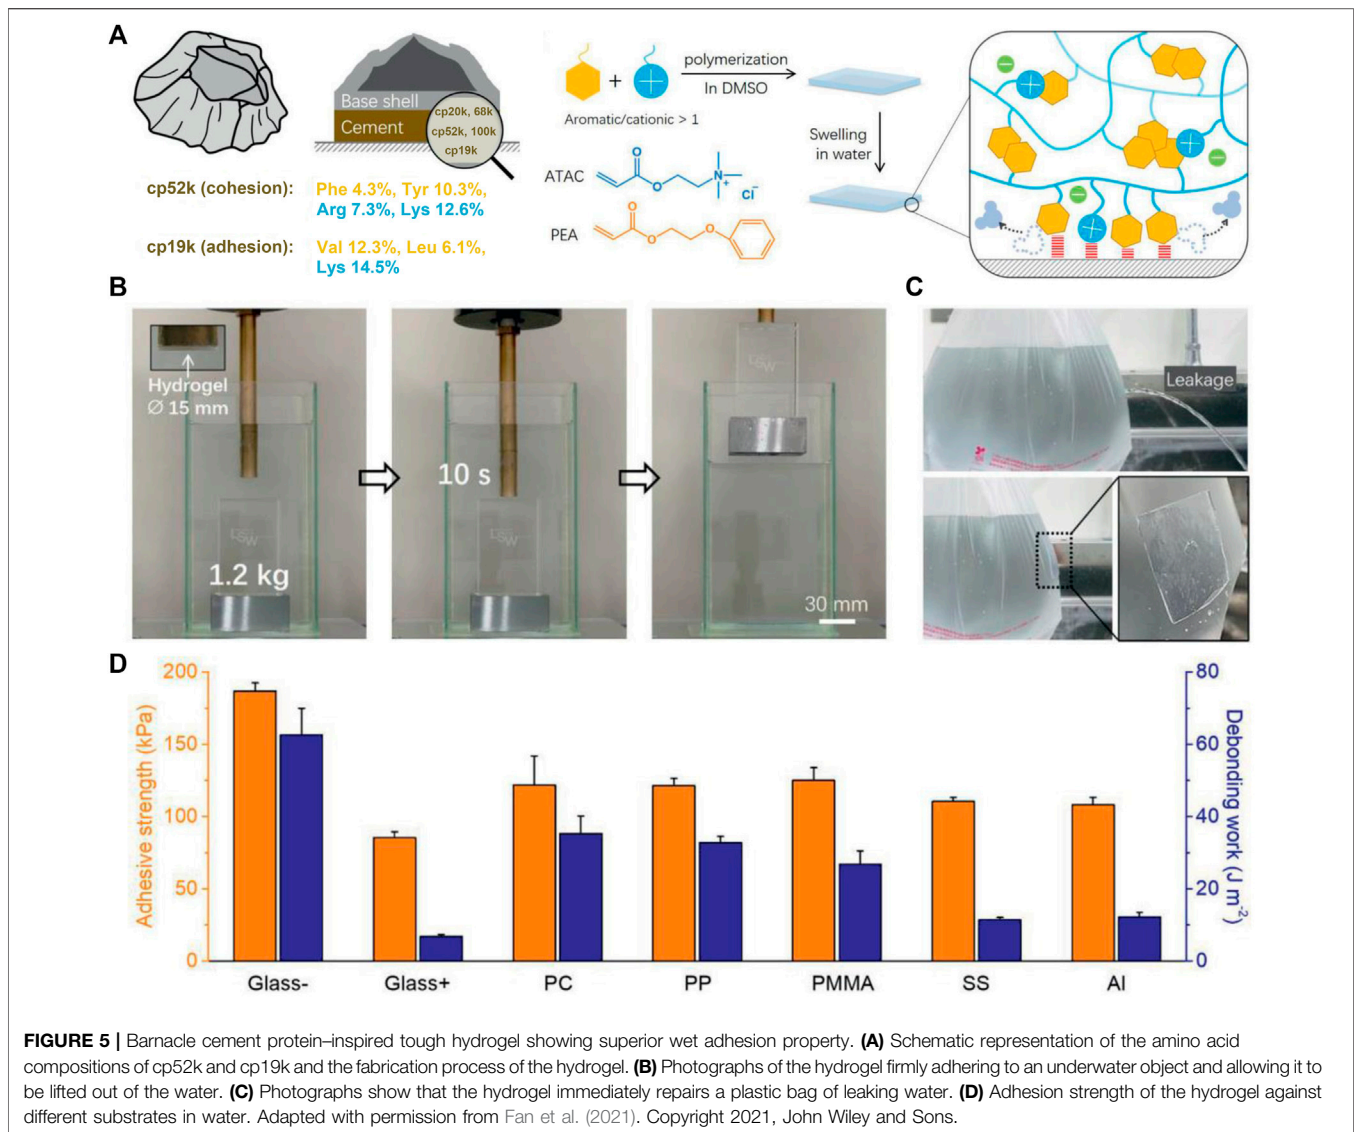 A
Base shell
Cement
cp20k, 68k
cp52k, 100k
cp19k
cp52k (cohesion):
Phe 4.3%, Tyr 10.3%,
Arg 7.3%, Lys 12.6%
cp19k (adhesion):
Val 12.3%, Leu 6.1%,
Lys 14.5%
+
Aromatic/cationic > 1
polymerization
In DMSO
Swelling
in water
ATAC
O
O
N
+
Cl⁻
PEA
O
O
O
B
Hydrogel
Ø 15 mm
1.2 kg
LSW
10 s
LSW
LSW
30 mm
C
Leakage
D
Adhesive strength (kPa)
200
150
100
50
0
Debonding work (J m⁻²)
80
60
40
20
0
Glass- Glass+ PC PP PMMA SS Al
FIGURE 5 | Barnacle cement protein–inspired tough hydrogel showing superior wet adhesion property. (A) Schematic representation of the amino acid
compositions of cp52k and cp19k and the fabrication process of the hydrogel. (B) Photographs of the hydrogel firmly adhering to an underwater object and allowing it to
be lifted out of the water. (C) Photographs show that the hydrogel immediately repairs a plastic bag of leaking water. (D) Adhesion strength of the hydrogel against
different substrates in water. Adapted with permission from Fan et al. (2021). Copyright 2021, John Wiley and Sons.